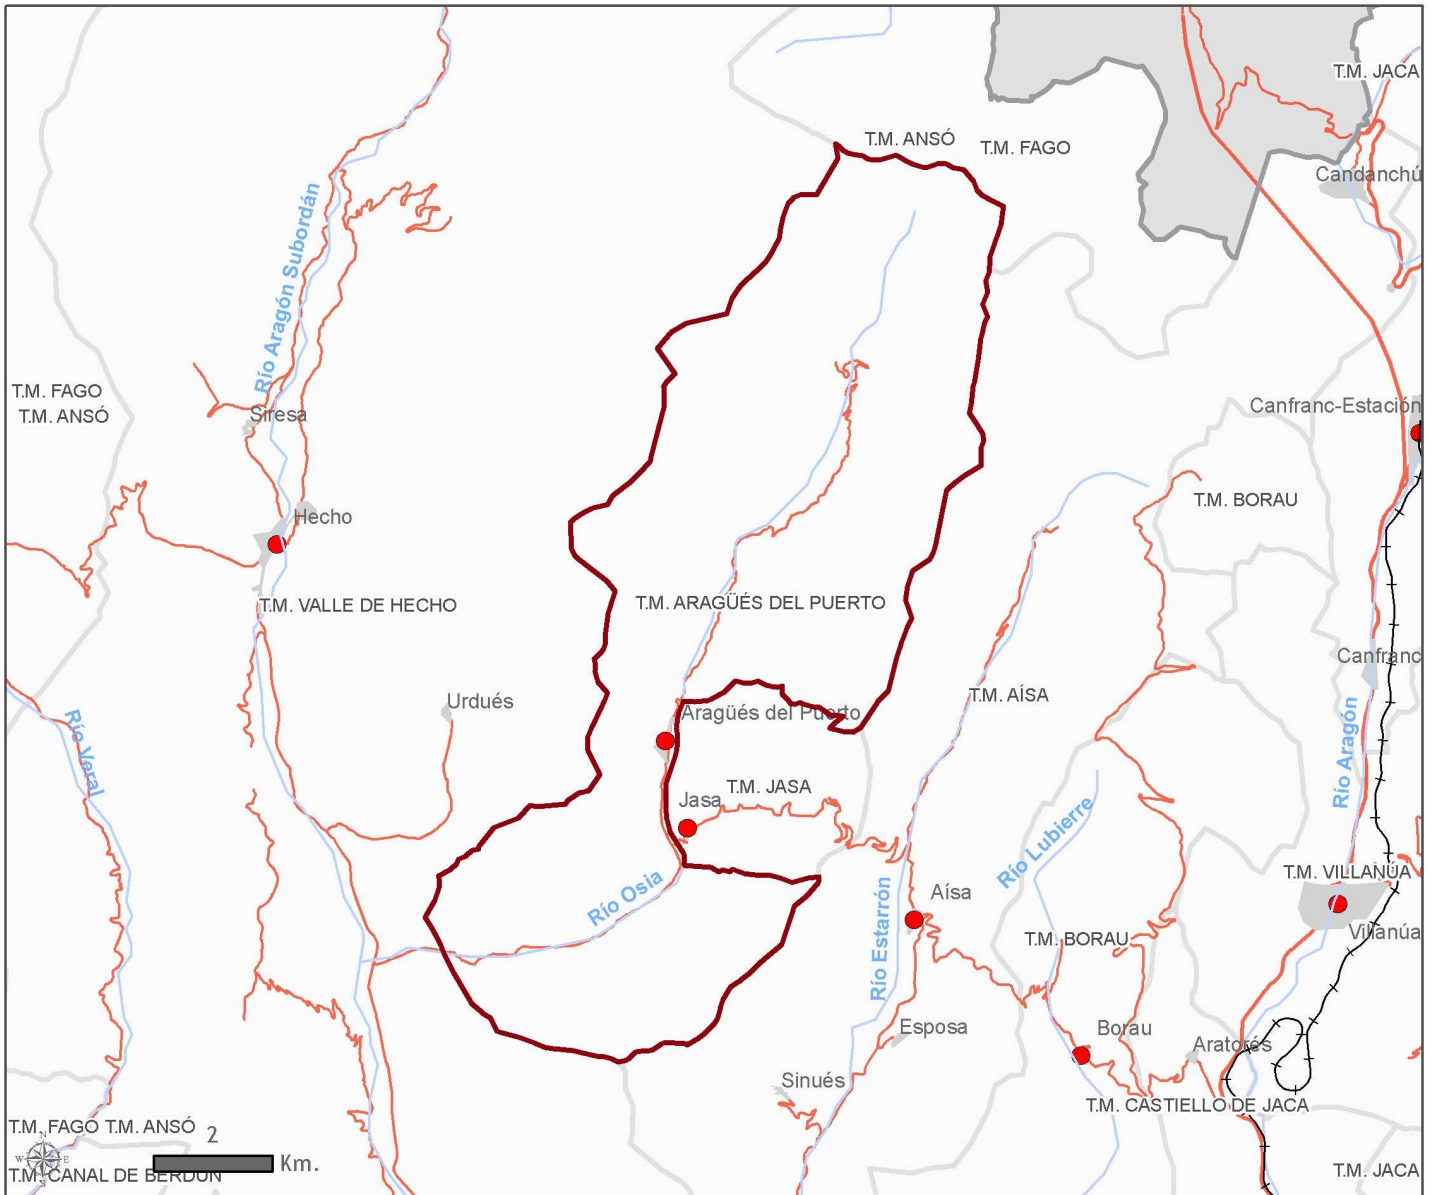 T.M. JACA
T.M. ANSÓ
T.M. FAGO
Candanchú
Río Aragón Subordán
T.M. FAGO
T.M. ANSÓ
Siresa
Canfranc-Estación
T.M. BORAU
Hecho
T.M. VALLE DE HECHO
T.M. ARAGÜÉS DEL PUERTO
Canfranc
T.M. AÍSA
Urdués
Aragüés del Puerto
Río Veral
Río Aragón
T.M. JASA
Jasa
Río Lubierre
T.M. VILLANÚA
Río Osia
Aísa
Villanúa
Río Estarrón
T.M. BORAU
Esposa
Borau
Aratorés
Sinués
T.M. CASTIELLO DE JACA
T.M. FAGO T.M. ANSÓ
2
Km.
N
W E
S
T.M. CANAL DE BERDÚN
T.M. JACA